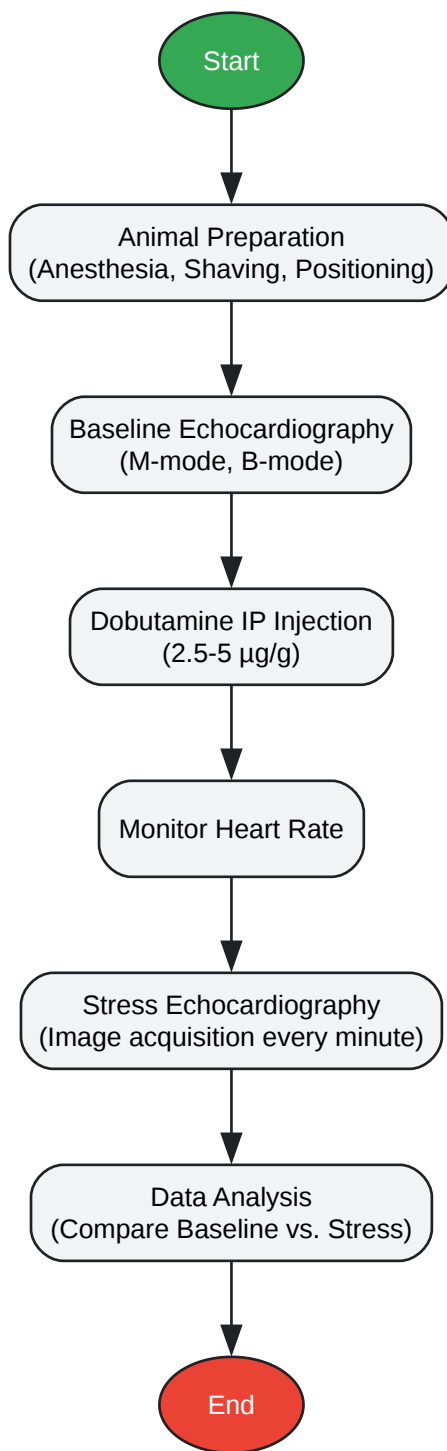 Start
Animal Preparation
(Anesthesia, Shaving, Positioning)
Baseline Echocardiography
(M-mode, B-mode)
Dobutamine IP Injection
(2.5-5 µg/g)
Monitor Heart Rate
Stress Echocardiography
(Image acquisition every minute)
Data Analysis
(Compare Baseline vs. Stress)
End